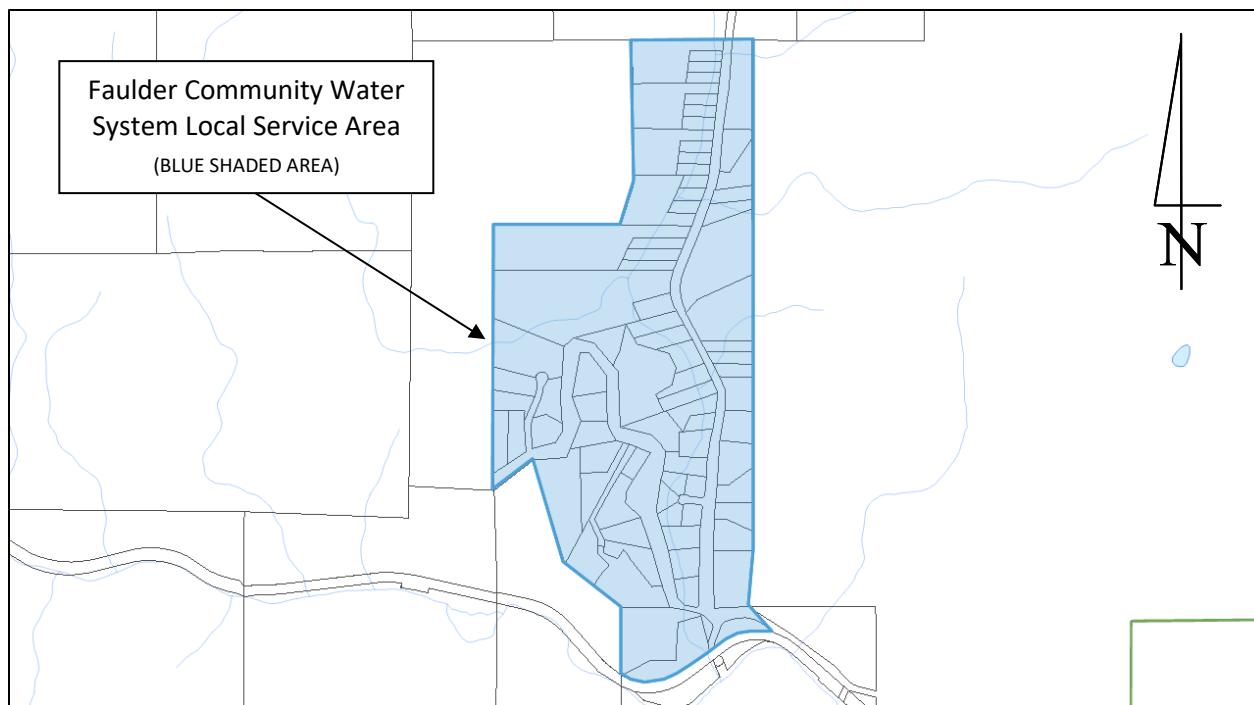 Faulder Community Water
System Local Service Area
(BLUE SHADED AREA)
N